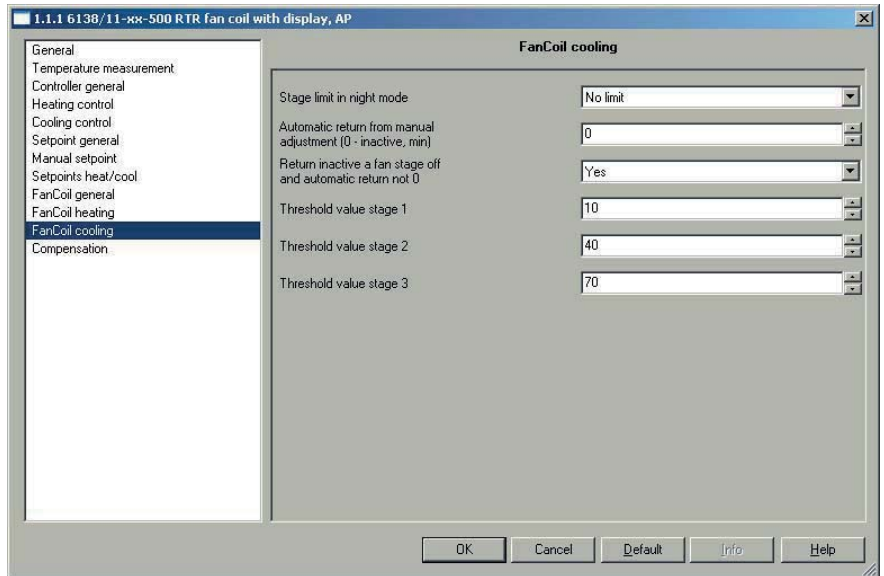 1.1.1 6138/11-xx-500 RTR fan coil with display, AP
General
Temperature measurement
Controller general
Heating control
Cooling control
Setpoint general
Manual setpoint
Setpoints heat/cool
FanCoil general
FanCoil heating
FanCoil cooling
Compensation
FanCoil cooling
Stage limit in night mode
No limit
Automatic return from manual
adjustment (0 - inactive, min)
0
Return inactive a fan stage off
and automatic return not 0
Yes
Threshold value stage 1
10
Threshold value stage 2
40
Threshold value stage 3
70
OK
Cancel
Default
Info
Help